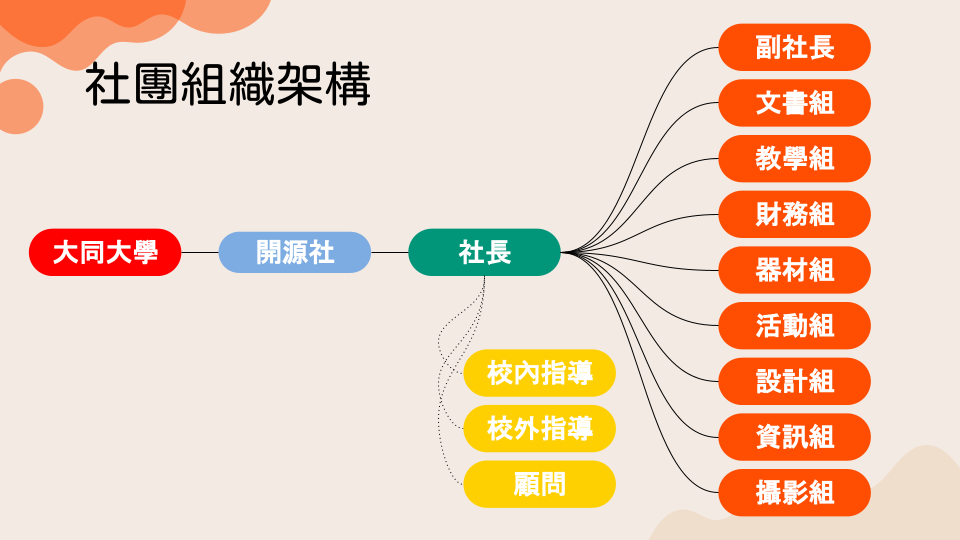 社團組織架構
大同大學
開源社
社長
校內指導
校外指導
顧問
副社長
文書組
教學組
財務組
器材組
活動組
設計組
資訊組
攝影組